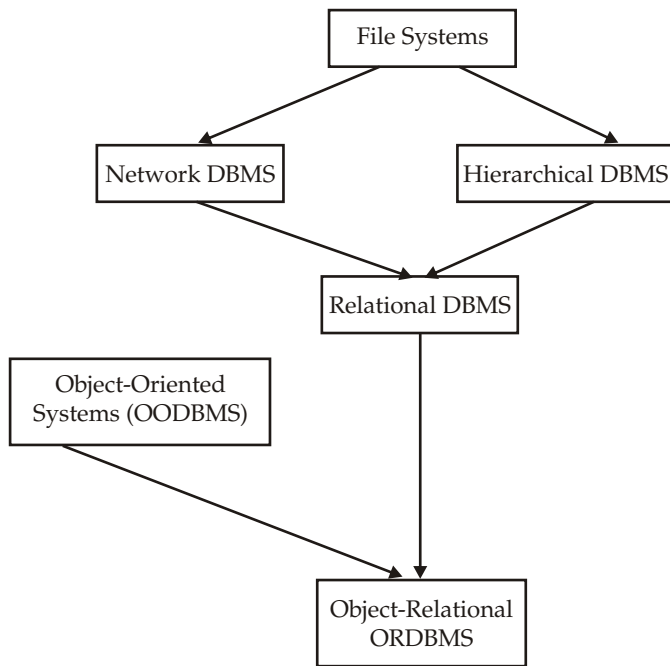 File Systems
Network DBMS
Hierarchical DBMS
Relational DBMS
Object-Oriented
Systems (OODBMS)
Object-Relational
ORDBMS